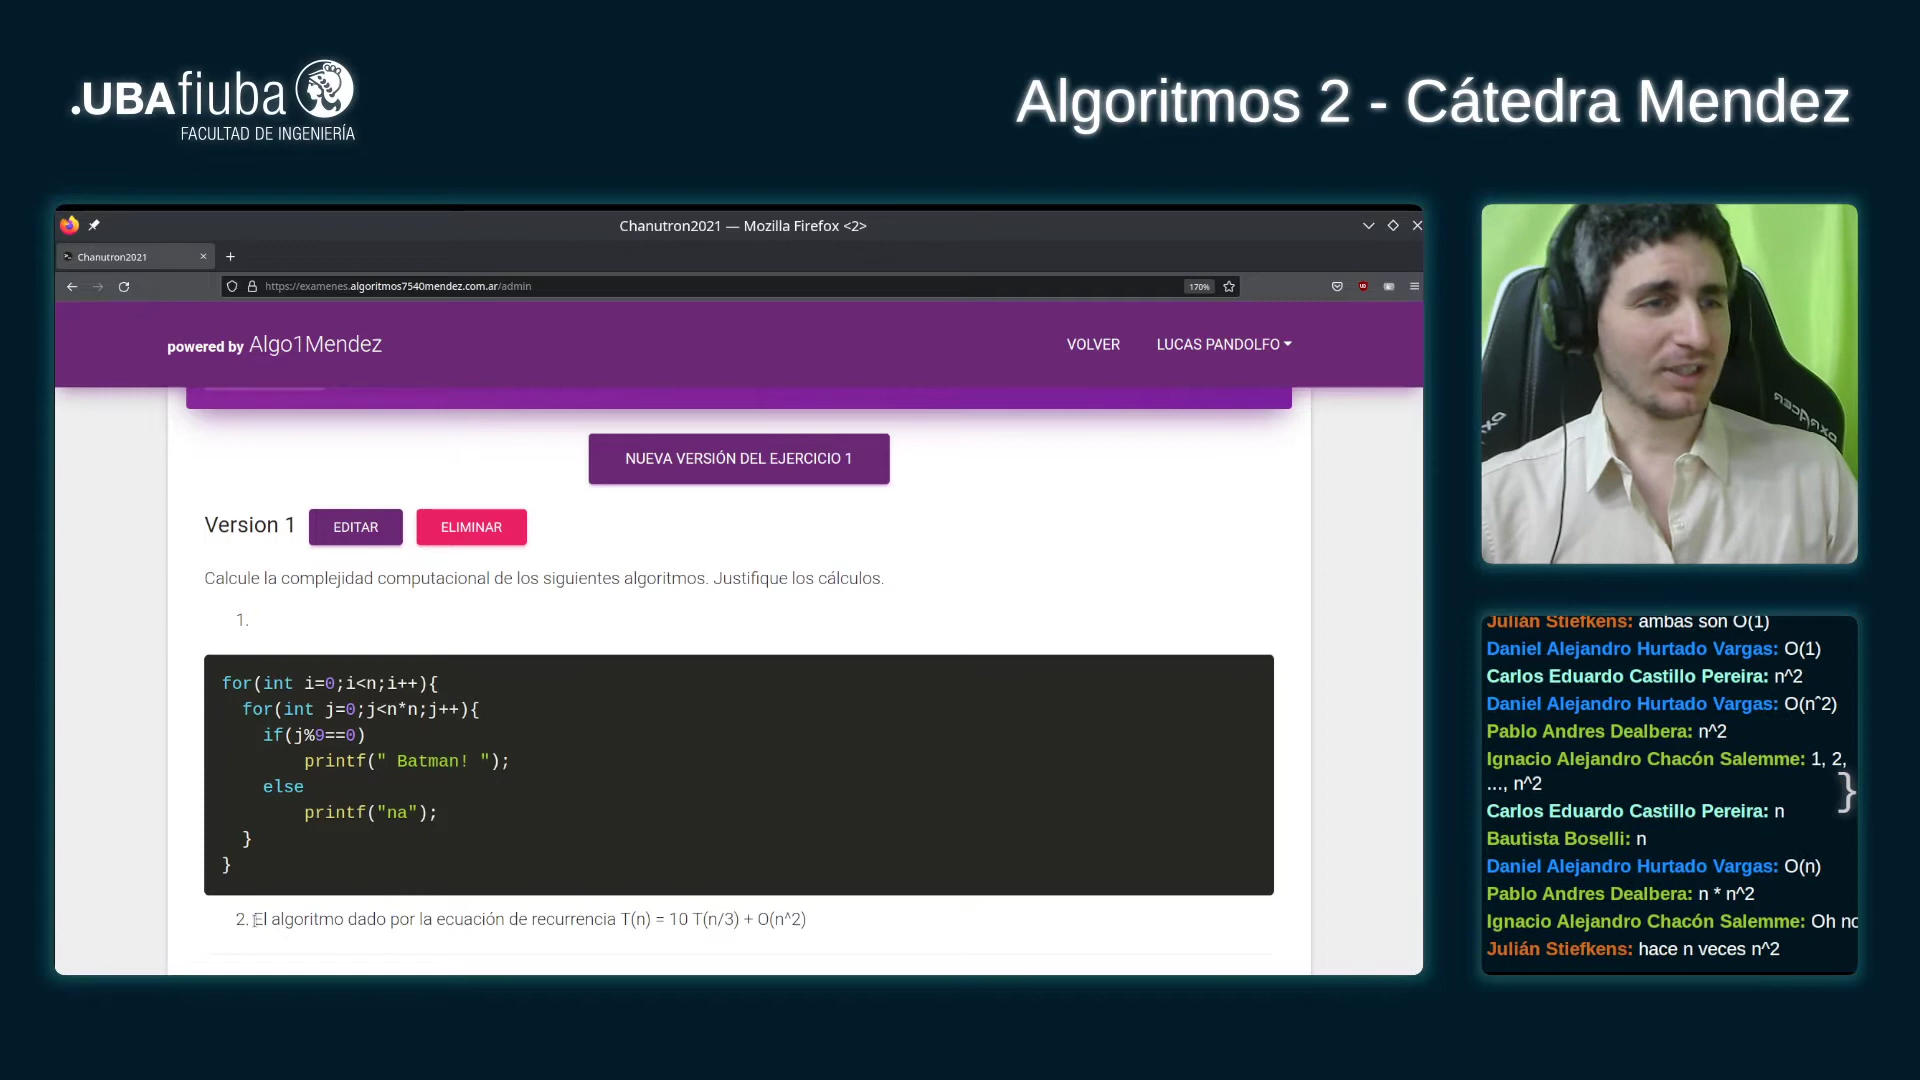 .UBAfiuba
FACULTAD DE INGENIERÍA
Algoritmos 2 - Cátedra Mendez
Chanutron2021 — Mozilla Firefox <2>
Chanutron2021
https://examenes.algoritmos7540mendez.com.ar/admin
170%
powered by Algo1Mendez
VOLVER
LUCAS PANDOLFO
NUEVA VERSIÓN DEL EJERCICIO 1
Version 1
EDITAR
ELIMINAR
Calcule la complejidad computacional de los siguientes algoritmos. Justifique los cálculos.
1.
for(int i=0;i<n;i++){
for(int j=0;j<n*n;j++){
if(j%9==0)
printf(" Batman! ");
else
printf("na");
}
}
2. El algoritmo dado por la ecuación de recurrencia T(n) = 10 T(n/3) + O(n^2)
DXRACER
Julián Stiefkens: ambas son O(1)
Daniel Alejandro Hurtado Vargas: O(1)
Carlos Eduardo Castillo Pereira: n^2
Daniel Alejandro Hurtado Vargas: O(nˆ2)
Pablo Andres Dealbera: n^2
Ignacio Alejandro Chacón Salemme: 1, 2,
..., n^2
}
Carlos Eduardo Castillo Pereira: n
Bautista Boselli: n
Daniel Alejandro Hurtado Vargas: O(n)
Pablo Andres Dealbera: n * n^2
Ignacio Alejandro Chacón Salemme: Oh no
Julián Stiefkens: hace n veces n^2